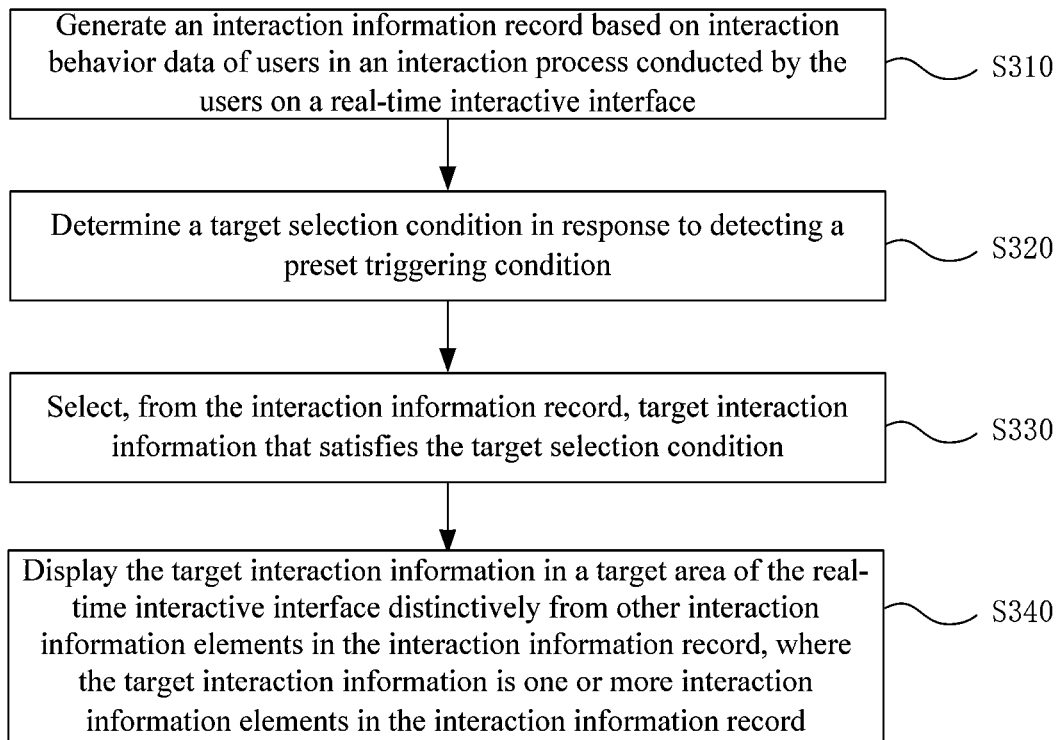 Generate an interaction information record based on interaction
behavior data of users in an interaction process conducted by the
users on a real-time interactive interface
S310
Determine a target selection condition in response to detecting a
preset triggering condition
S320
Select, from the interaction information record, target interaction
information that satisfies the target selection condition
S330
Display the target interaction information in a target area of the real-
time interactive interface distinctively from other interaction
information elements in the interaction information record, where
the target interaction information is one or more interaction
information elements in the interaction information record
S340